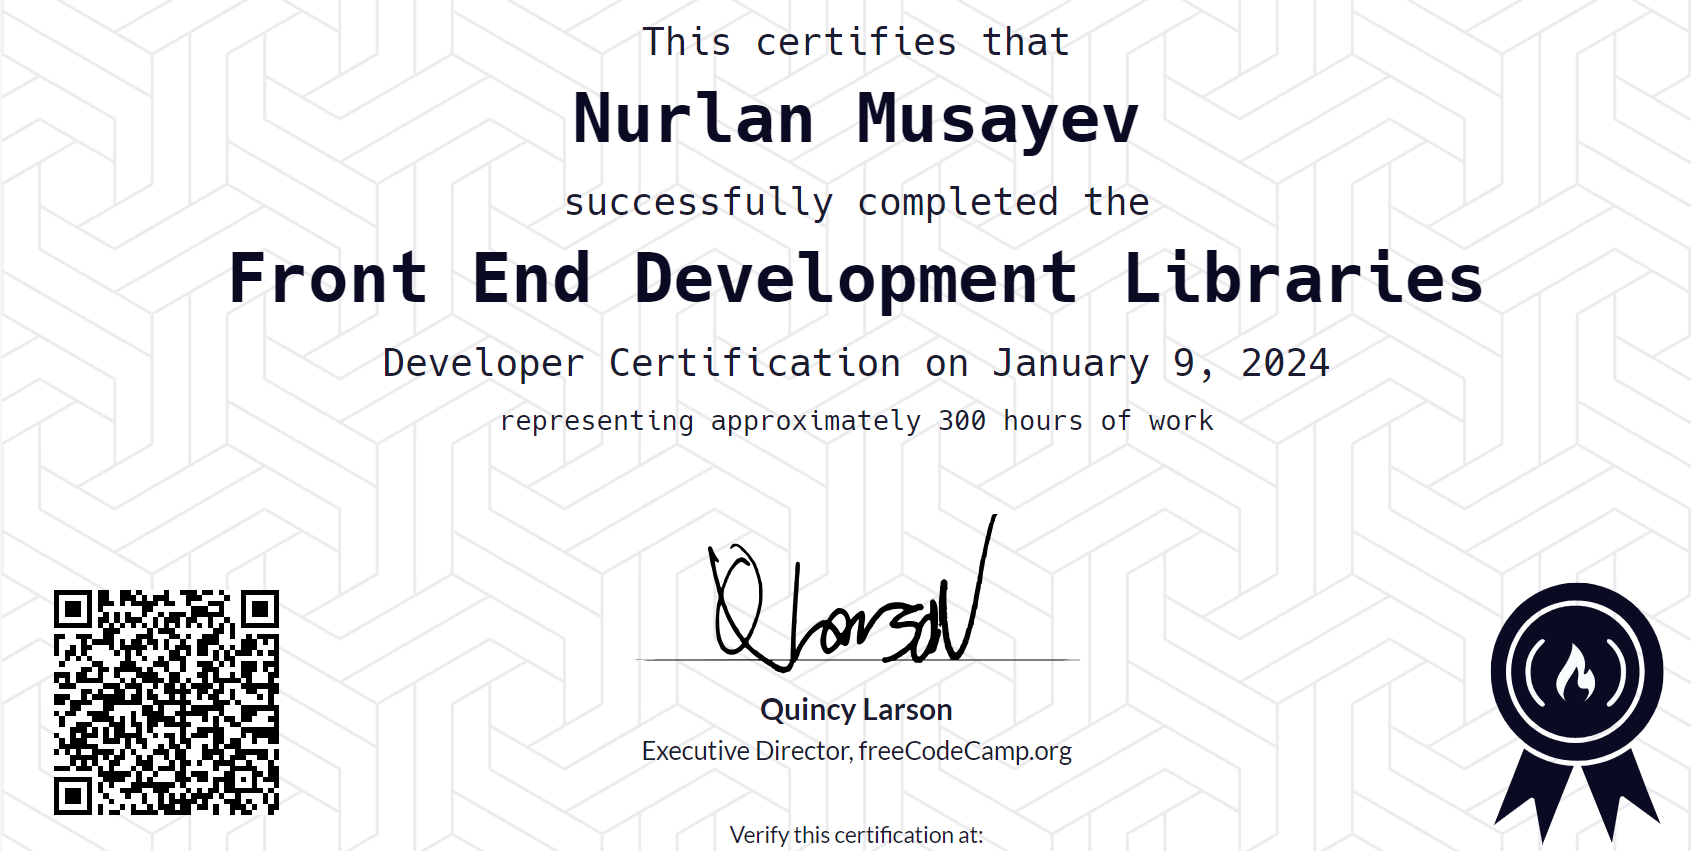 This certifies that
Nurlan Musayev
successfully completed the
Front End Development Libraries
Developer Certification on January 9, 2024
representing approximately 300 hours of work
Quincy Larson
Executive Director, freeCodeCamp.org
Verify this certification at: